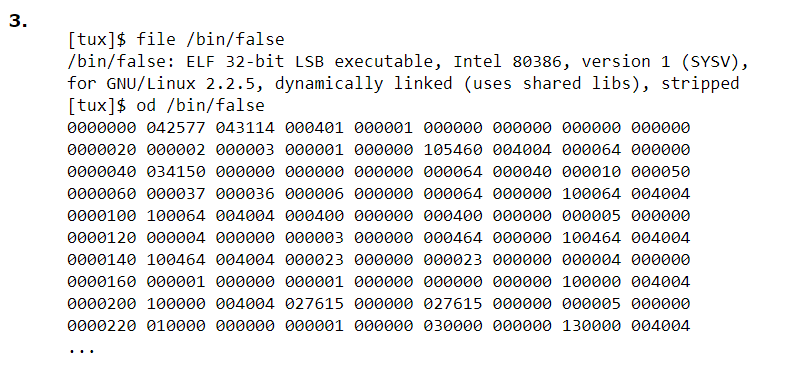 3.
[tux]$ file /bin/false
/bin/false: ELF 32-bit LSB executable, Intel 80386, version 1 (SYSV),
for GNU/Linux 2.2.5, dynamically linked (uses shared libs), stripped
[tux]$ od /bin/false
0000000 042577 043114 000401 000001 000000 000000 000000 000000
0000020 000002 000003 000001 000000 105460 004004 000064 000000
0000040 034150 000000 000000 000000 000064 000040 000010 000050
0000060 000037 000036 000006 000000 000064 000000 100064 004004
0000100 100064 004004 000400 000000 000400 000000 000005 000000
0000120 000004 000000 000003 000000 000464 000000 100464 004004
0000140 100464 004004 000023 000000 000023 000000 000004 000000
0000160 000001 000000 000001 000000 000000 000000 100000 004004
0000200 100000 004004 027615 000000 027615 000000 000005 000000
0000220 010000 000000 000001 000000 030000 000000 130000 004004
...